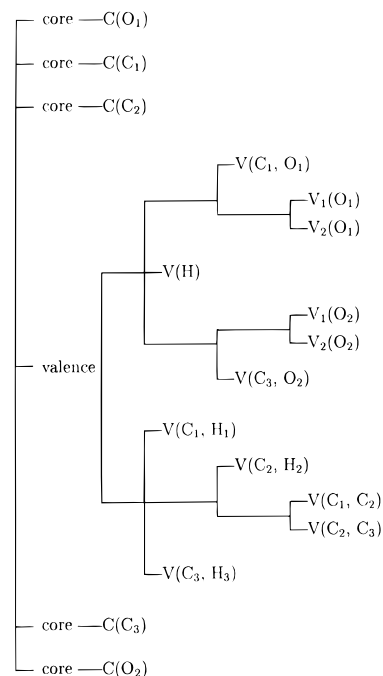 core C(O₁)
core C(C₁)
core C(C₂)
V(C₁, O₁)
V₁(O₁)
V₂(O₁)
V(H)
V₁(O₂)
V₂(O₂)
valence
V(C₃, O₂)
V(C₁, H₁)
V(C₂, H₂)
V(C₁, C₂)
V(C₂, C₃)
V(C₃, H₃)
core C(C₃)
core C(O₂)